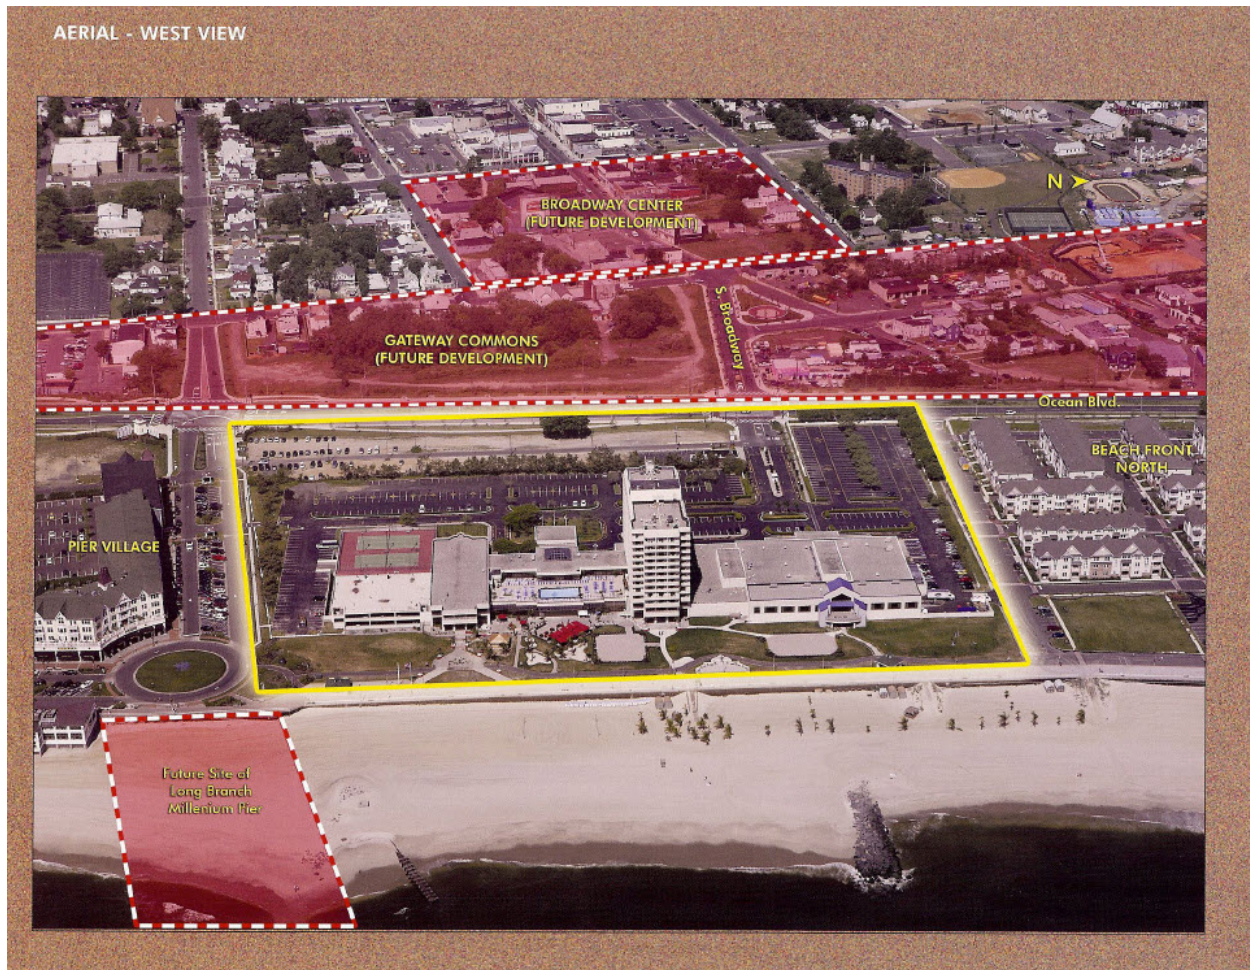 AERIAL - WEST VIEW
N
BROADWAY CENTER
(FUTURE DEVELOPMENT)
S. Broadway
GATEWAY COMMONS
(FUTURE DEVELOPMENT)
Ocean Blvd.
BEACH FRONT
NORTH
PIER VILLAGE
Future Site of
Long Branch
Millenium Pier